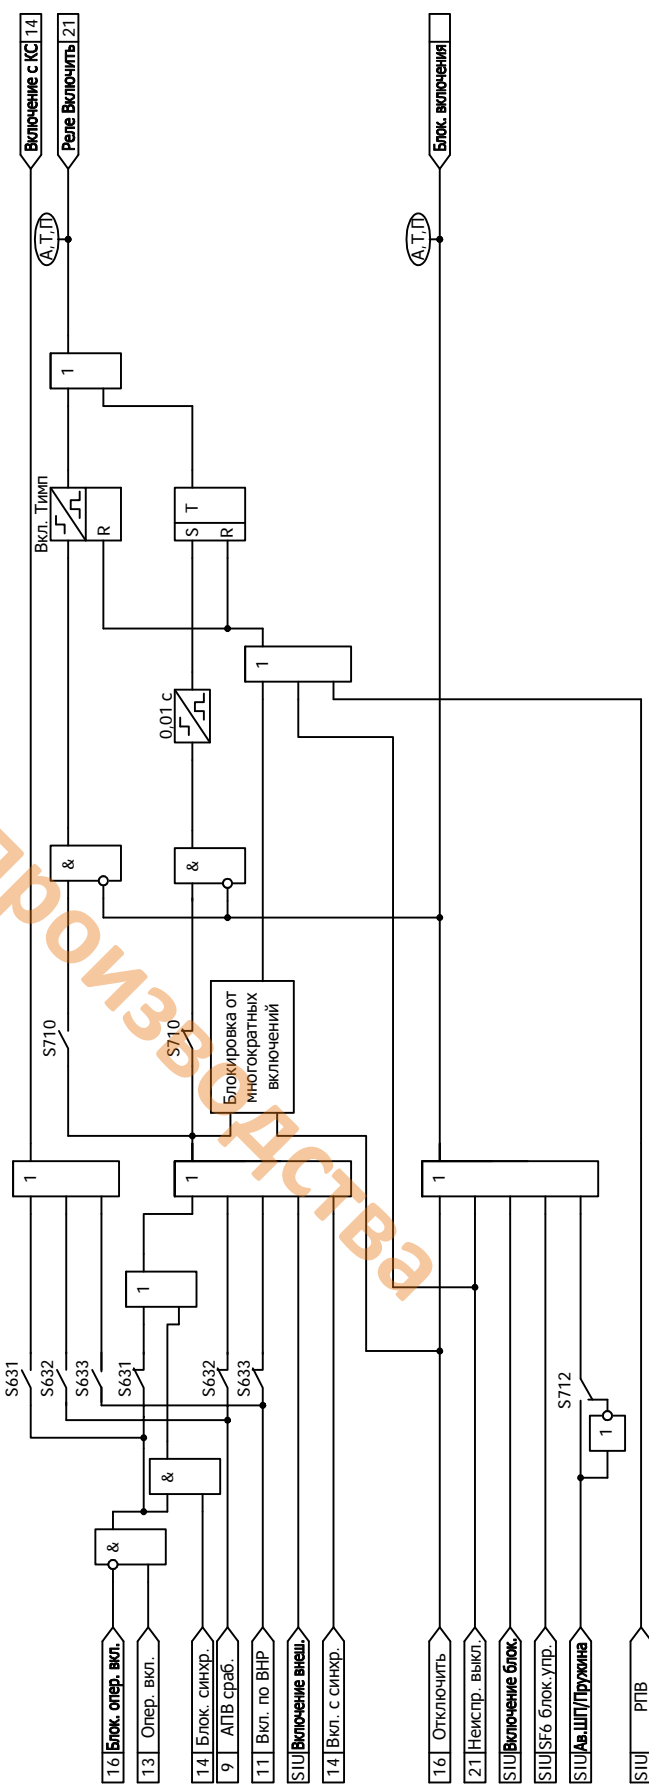 Включение с КС 14
Реле Включить 21
Блок. включения
А,Т,П
А,Т,П
1
Вкл. Тимп
R
S T
R
1
0,01 с
&
&
S710
S710
Блокировка от
многократных
включений
1
1
1
1
S631
S632
S633
S631
S632
S633
S712
1
&
&
16 Блок. опер. вкл.
13 Опер. вкл.
14 Блок. синхр.
9 АПВ сраб.
11 Вкл. по ВНР
SIU Включение внеш.
14 Вкл. с синхр.
16 Отключить
21 Неиспр. выкл.
SIU Включение блок.
SIU SF6 блок.упр.
SIU Ав.ШП/Пружина
SIU РПВ
производства